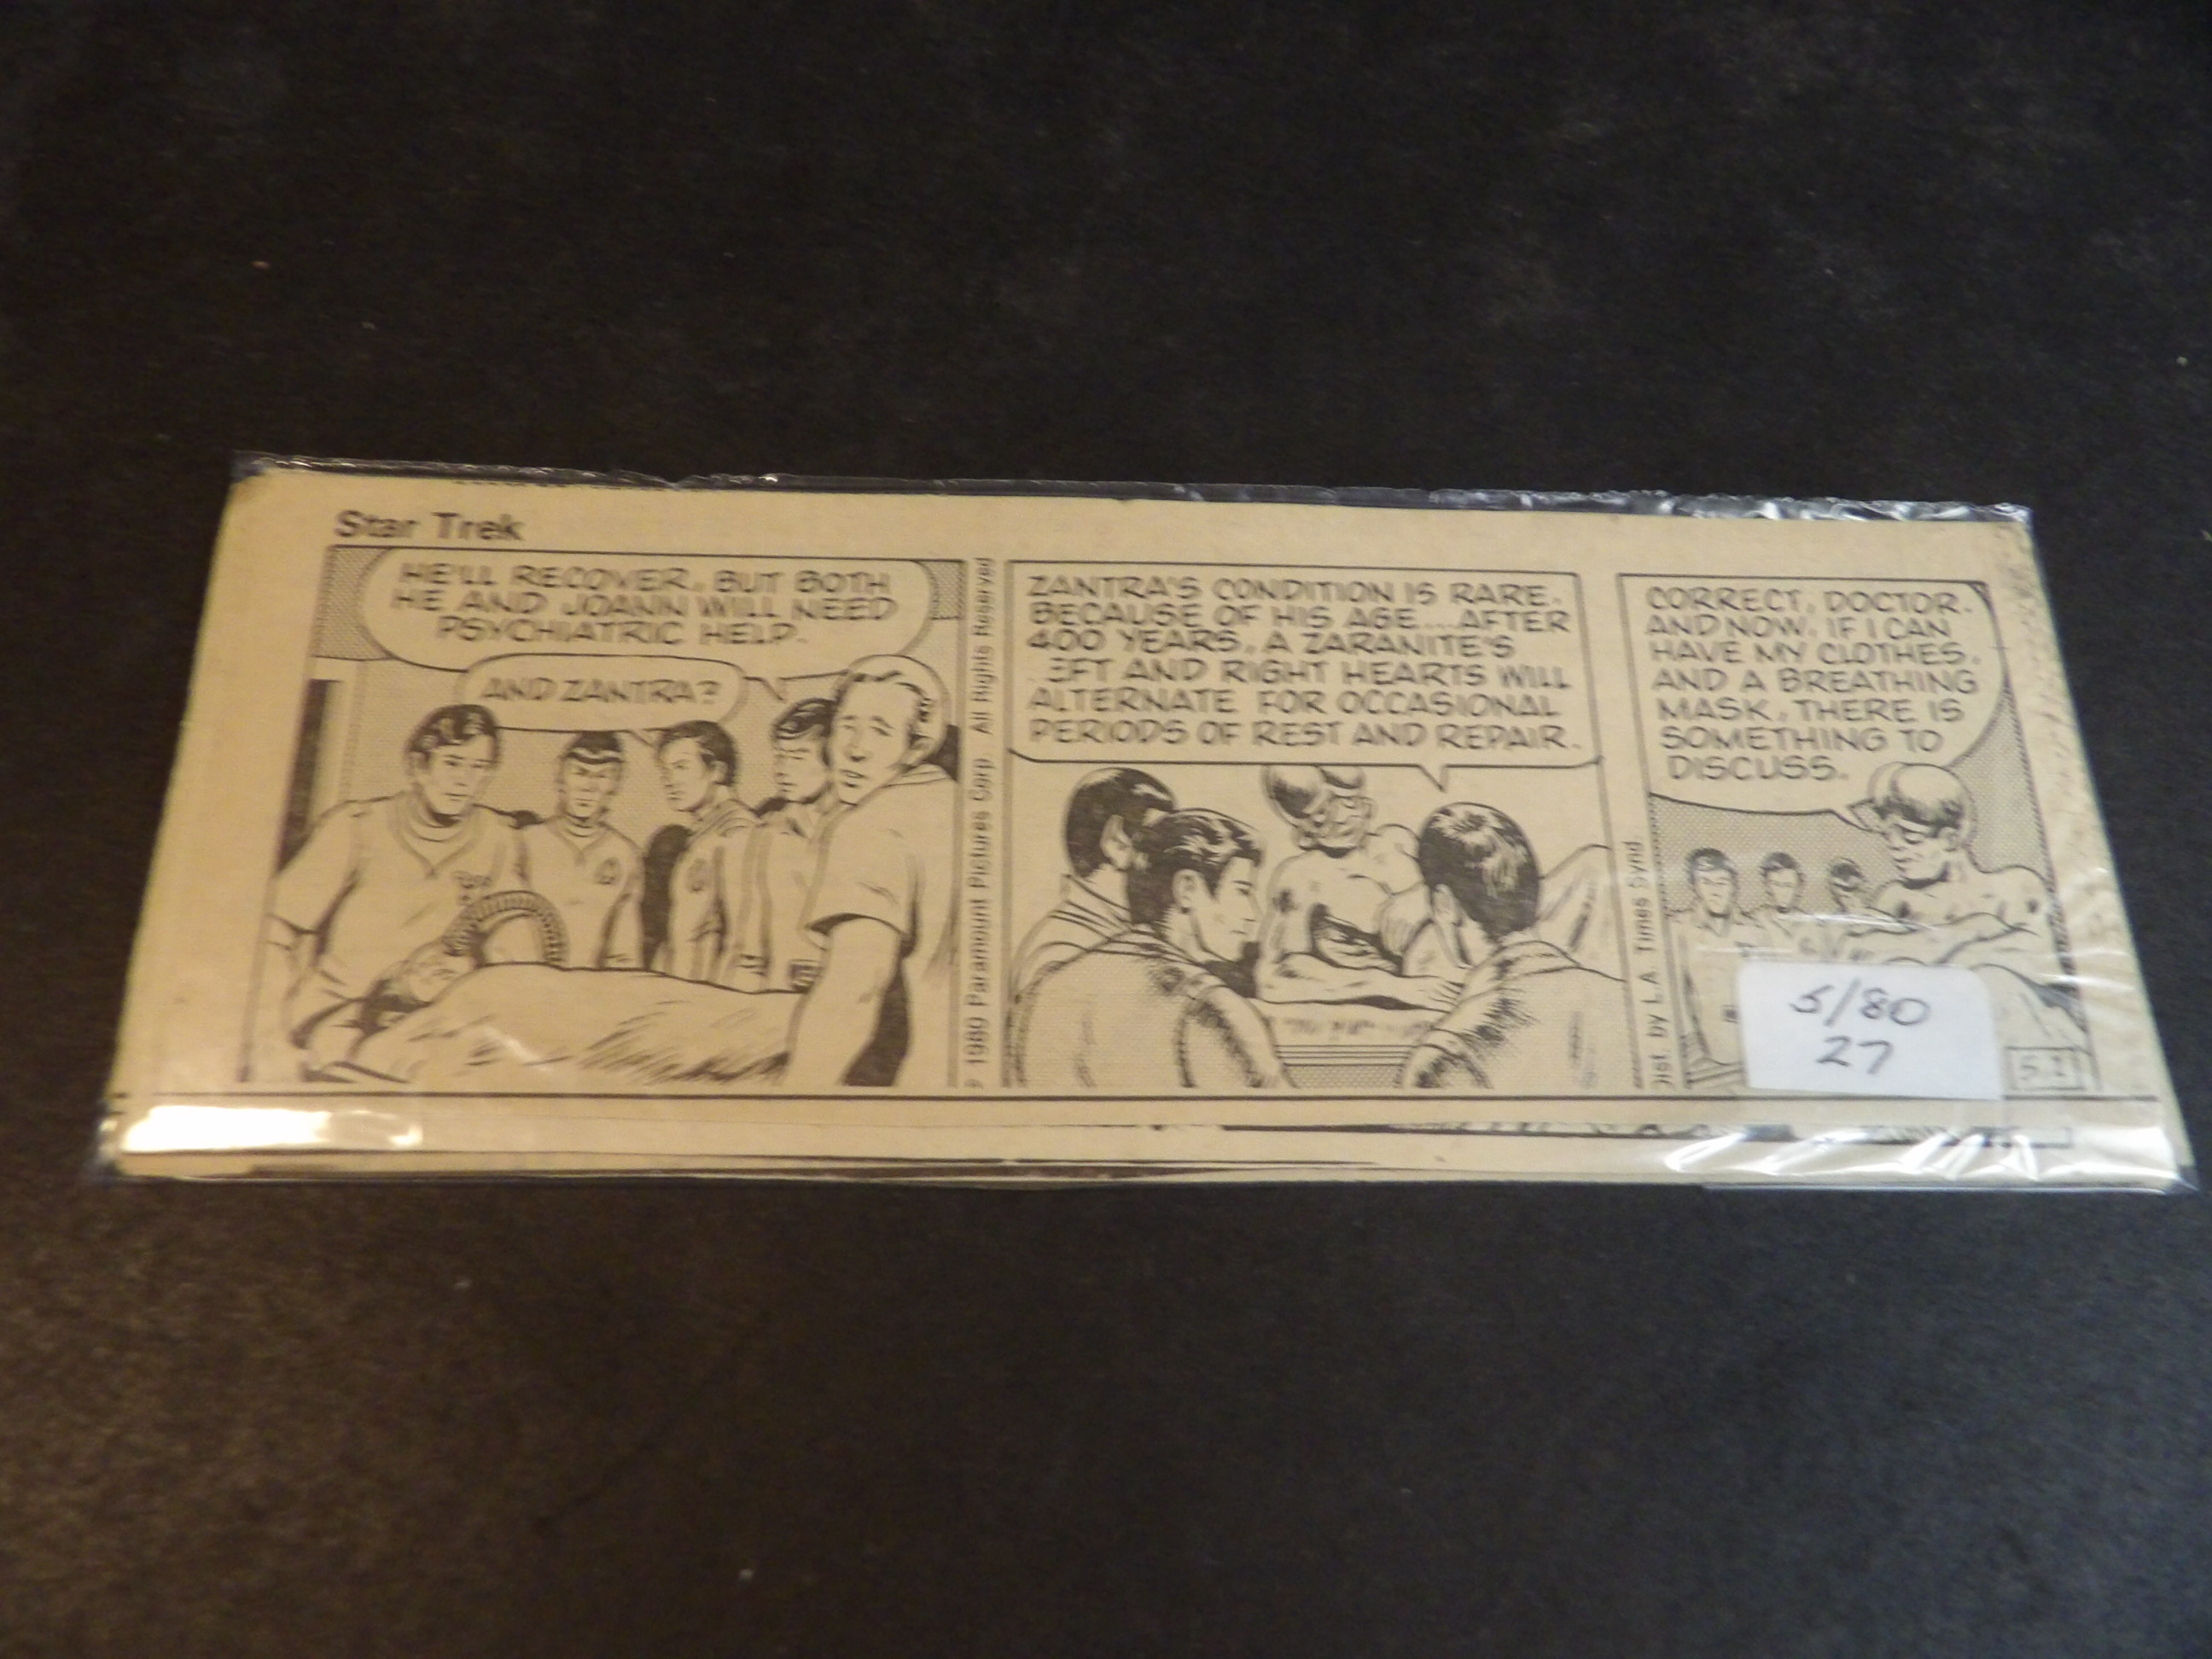 Star Trek
HE'LL RECOVER, BUT BOTH
HE AND JOANN WILL NEED
PSYCHIATRIC HELP.
AND ZANTRA?
1980 Paramount Pictures Corp. All Rights Reserved
ZANTRA'S CONDITION IS RARE.
BECAUSE OF HIS AGE....AFTER
400 YEARS, A ZARANITE'S
EFT AND RIGHT HEARTS WILL
ALTERNATE FOR OCCASIONAL
PERIODS OF REST AND REPAIR.
Dist. by L.A. Times Synd.
CORRECT, DOCTOR.
AND NOW, IF I CAN
HAVE MY CLOTHES,
AND A BREATHING
MASK, THERE IS
SOMETHING TO
DISCUSS.
5/80
27
5 1